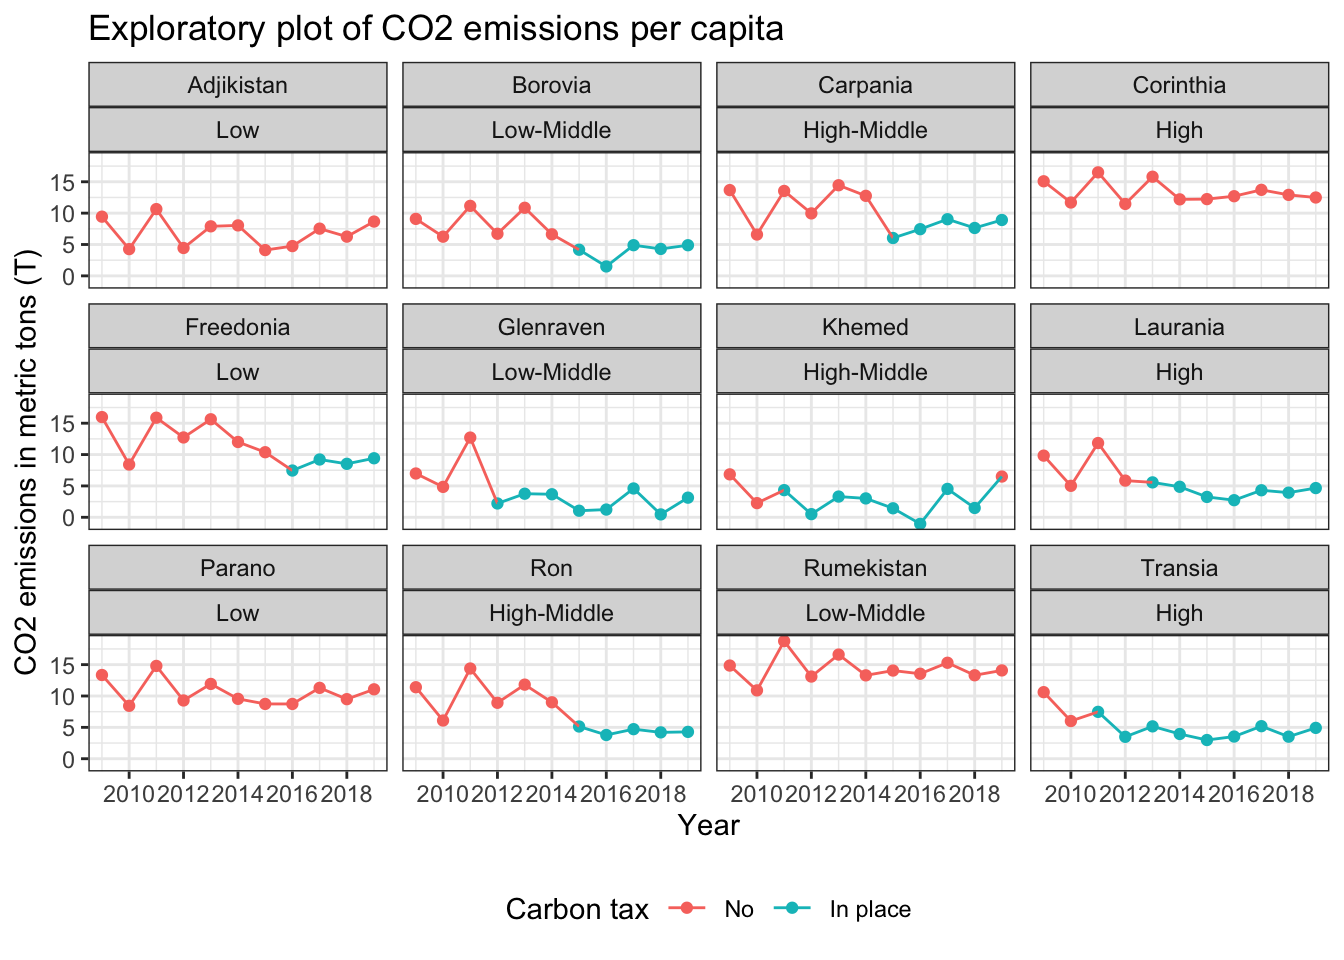 Exploratory plot of CO2 emissions per capita
Adjikistan Borovia Carpania Corinthia
Low Low-Middle High-Middle High
15
10
5
0
Freedonia Glenraven Khemed Laurania
Low Low-Middle High-Middle High
15
10
5
0
Parano Ron Rumekistan Transia
Low High-Middle Low-Middle High
15
10
5
0
2010 2012 2014 2016 2018 2010 2012 2014 2016 2018 2010 2012 2014 2016 2018 2010 2012 2014 2016 2018
CO2 emissions in metric tons (T)
Year
Carbon tax No In place